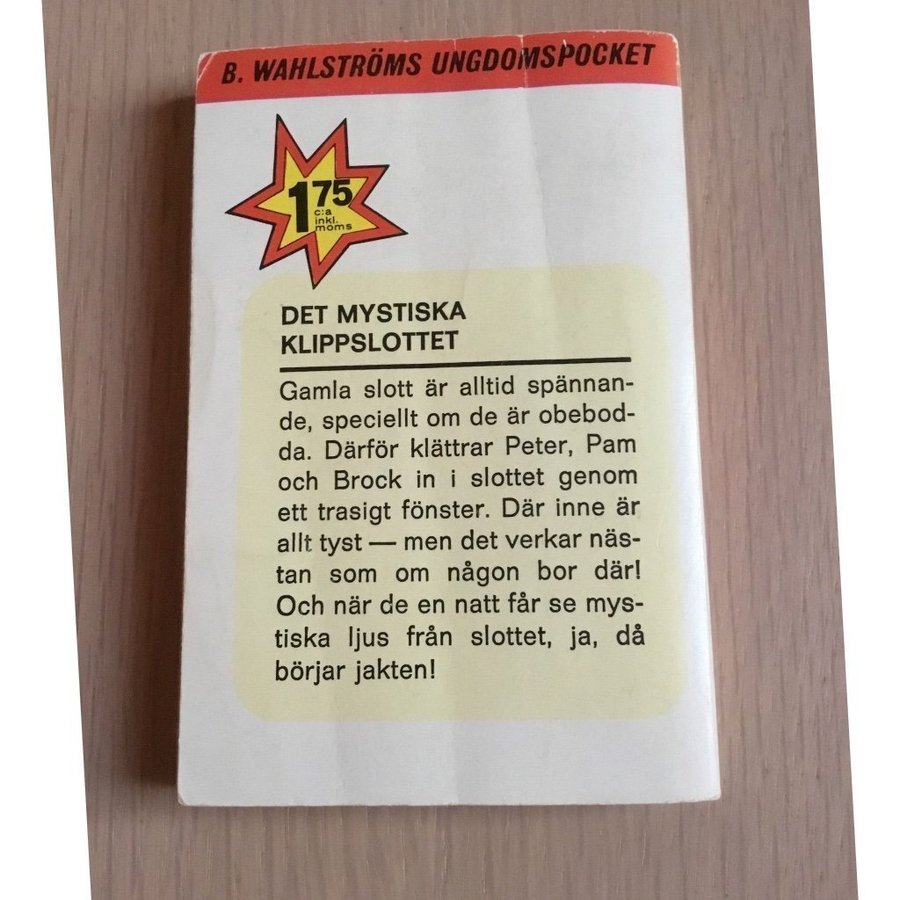 B. WAHLSTRÖMS UNGDOMSPOCKET
1 75
c:a
inkl.
moms
DET MYSTISKA
KLIPPSLOTTET
Gamla slott är alltid spännan-
de, speciellt om de är obebod-
da. Därför klättrar Peter, Pam
och Brock in i slottet genom
ett trasigt fönster. Där inne är
allt tyst — men det verkar näs-
tan som om någon bor där!
Och när de en natt får se mys-
tiska ljus från slottet, ja, då
börjar jakten!